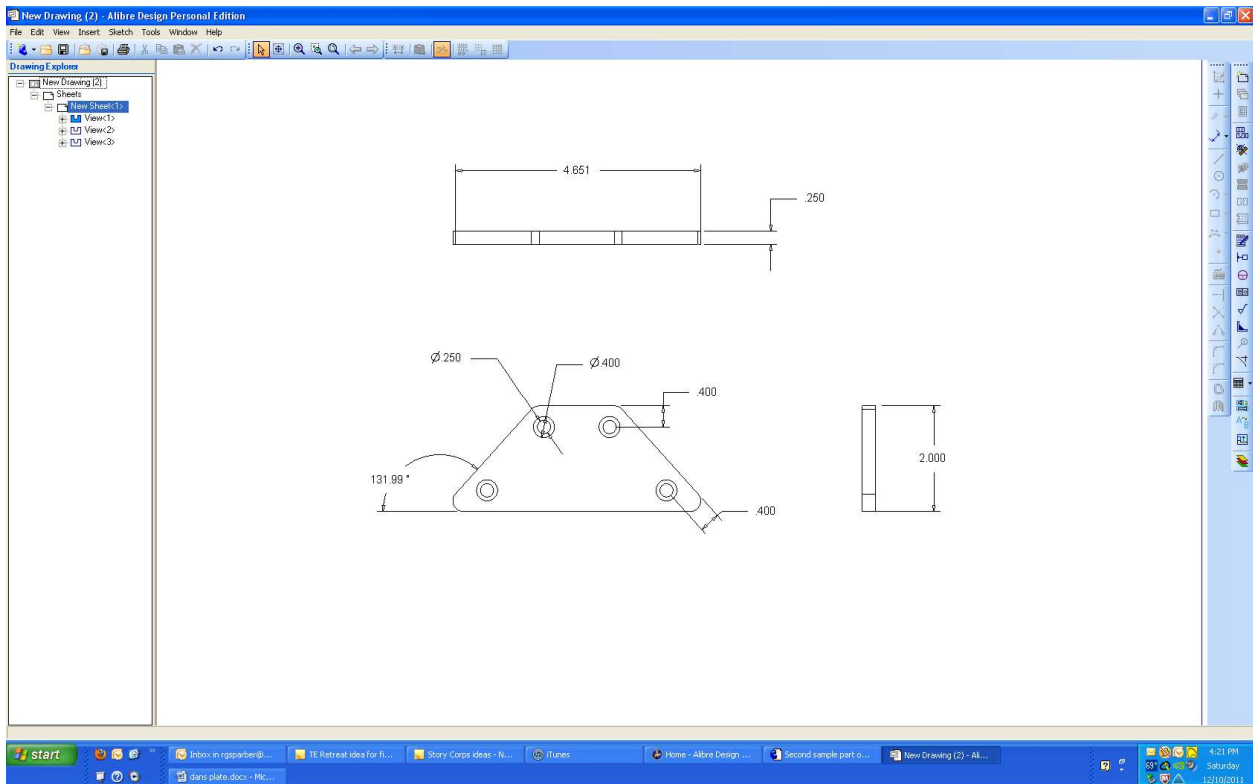 New Drawing (2) - Alibre Design Personal Edition
File Edit View Insert Sketch Tools Window Help
Drawing Explorer
New Drawing (2)
Sheets
New Sheet<1>
View<1>
View<2>
View<3>
4.651
.250
Ø.250
Ø.400
.400
131.99 °
2.000
.400
start
Inbox in rgsparber@...
TE Retreat idea for fi...
Story Corps ideas - N...
iTunes
Home - Alibre Design ...
Second sample part o...
New Drawing (2) - Ali...
4:21 PM
69° Saturday
dans plate.docx - Mic...
12/10/2011